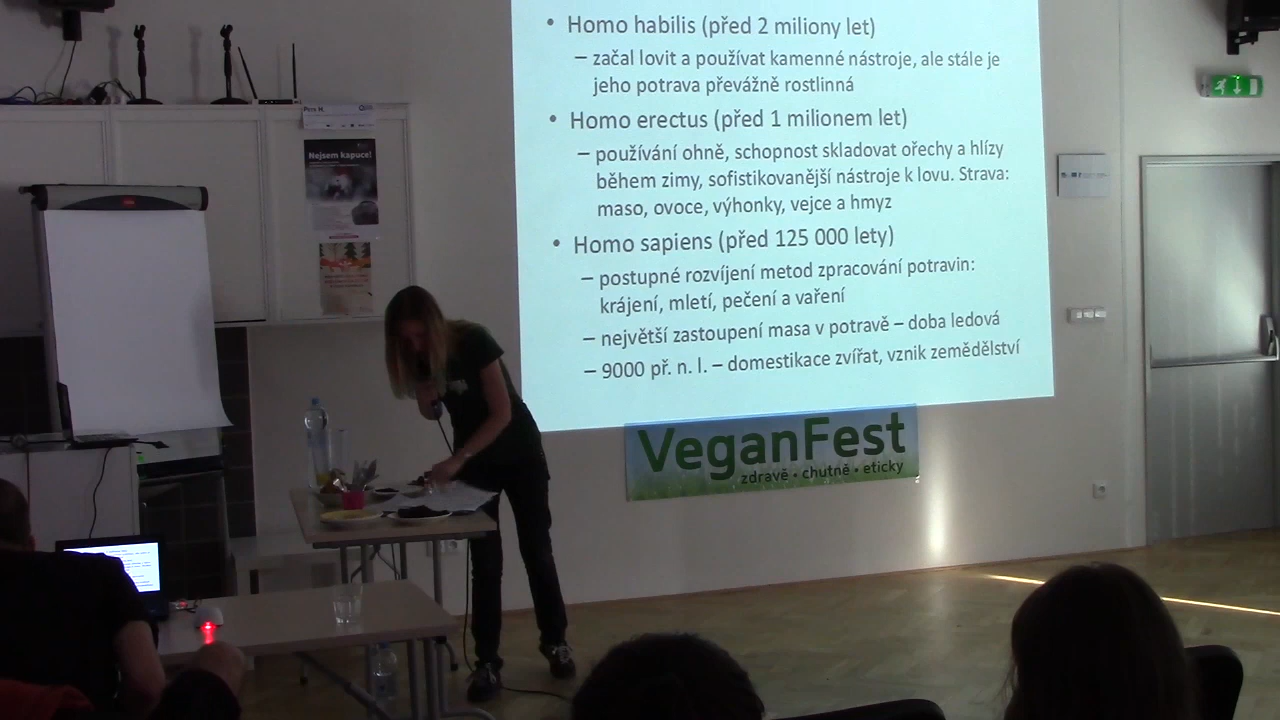 • Homo habilis (před 2 miliony let)
– začal lovit a používat kamenné nástroje, ale stále je
jeho potrava převážně rostlinná
• Homo erectus (před 1 milionem let)
– používání ohně, schopnost skladovat ořechy a hlízy
během zimy, sofistikovanější nástroje k lovu. Strava:
maso, ovoce, výhonky, vejce a hmyz
• Homo sapiens (před 125 000 lety)
– postupné rozvíjení metod zpracování potravin:
krájení, mletí, pečení a vaření
– největší zastoupení masa v potravě – doba ledová
– 9000 př. n. l. – domestikace zvířat, vznik zemědělství
Nejsem kapuce!
VeganFest
zdravě • chutně • eticky